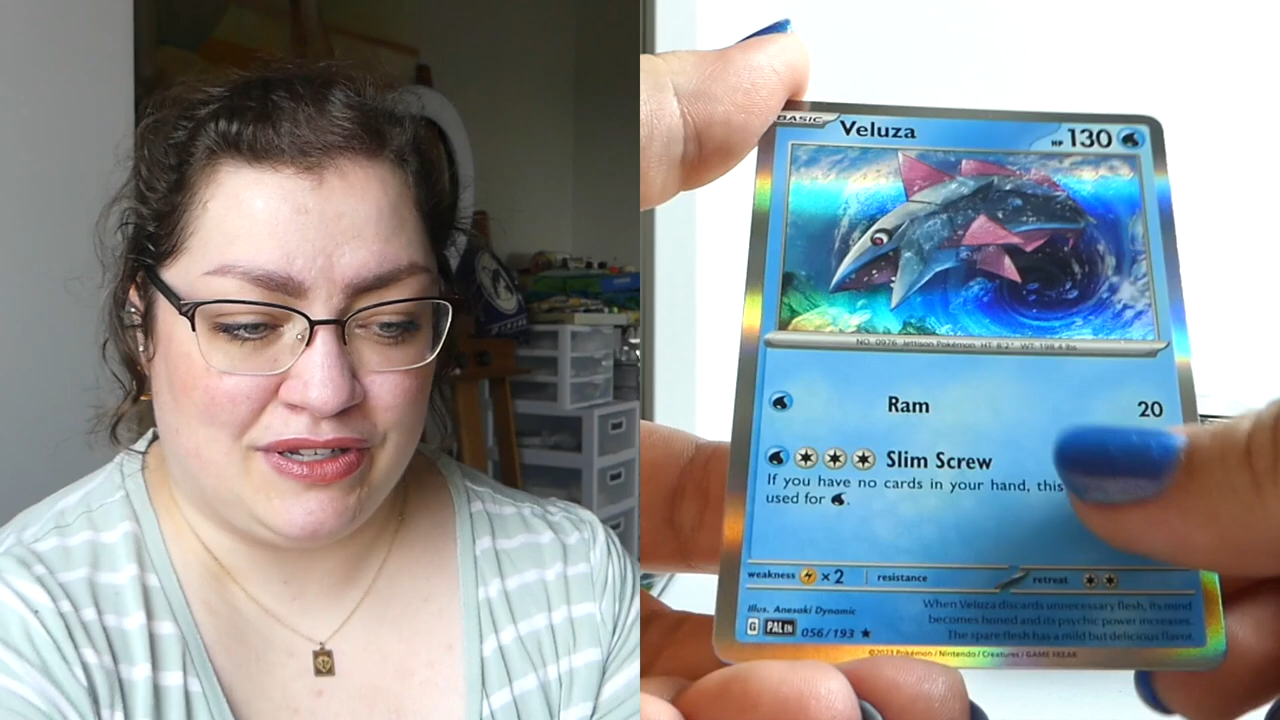 BASIC
Veluza
HP 130
NO. 0976 Jettison Pokémon HT: 8'2" WT: 198.4 lbs
Ram 20
Slim Screw
If you have no cards in your hand, this
used for
weakness ×2 resistance retreat
Illus. Anesaki Dynamic
When Veluza discards unnecessary flesh, its mind
becomes honed and its psychic power increases.
The spare flesh has a mild but delicious flavor.
G PAL EN 056/193 ★
©2023 Pokémon / Nintendo / Creatures / GAME FREAK